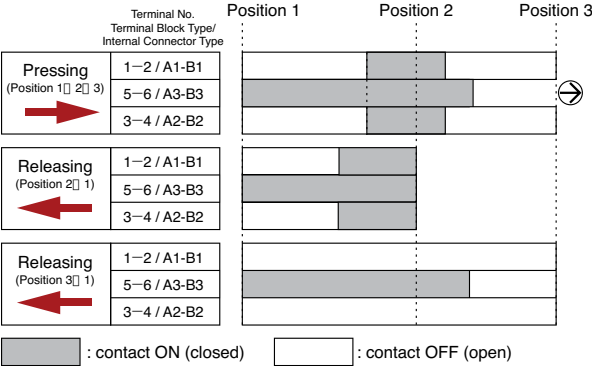 Terminal No.
Terminal Block Type/
Internal Connector Type
Position 1
Position 2
Position 3
Pressing
(Position 1▯ 2▯ 3)
1−2 / A1-B1
5−6 / A3-B3
3−4 / A2-B2
Releasing
(Position 2▯ 1)
1−2 / A1-B1
5−6 / A3-B3
3−4 / A2-B2
Releasing
(Position 3▯ 1)
1−2 / A1-B1
5−6 / A3-B3
3−4 / A2-B2
: contact ON (closed)
: contact OFF (open)